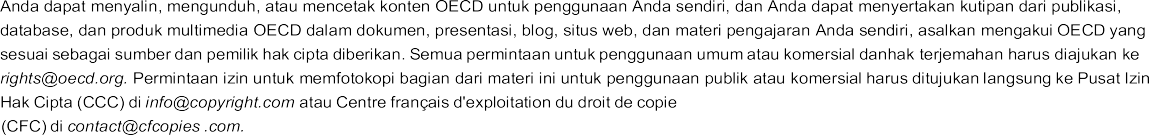 Anda dapat menyalin, mengunduh, atau mencetak konten OECD untuk penggunaan Anda sendiri, dan Anda dapat menyertakan kutipan dari publikasi,
database, dan produk multimedia OECD dalam dokumen, presentasi, blog, situs web, dan materi pengajaran Anda sendiri, asalkan mengakui OECD yang
sesuai sebagai sumber dan pemilik hak cipta diberikan. Semua permintaan untuk penggunaan umum atau komersial danhak terjemahan harus diajukan ke
rights@oecd.org. Permintaan izin untuk memfotokopi bagian dari materi ini untuk penggunaan publik atau komersial harus ditujukan langsung ke Pusat Izin
Hak Cipta (CCC) di info@copyright.com atau Centre français d'exploitation du droit de copie
(CFC) di contact@cfcopies .com.